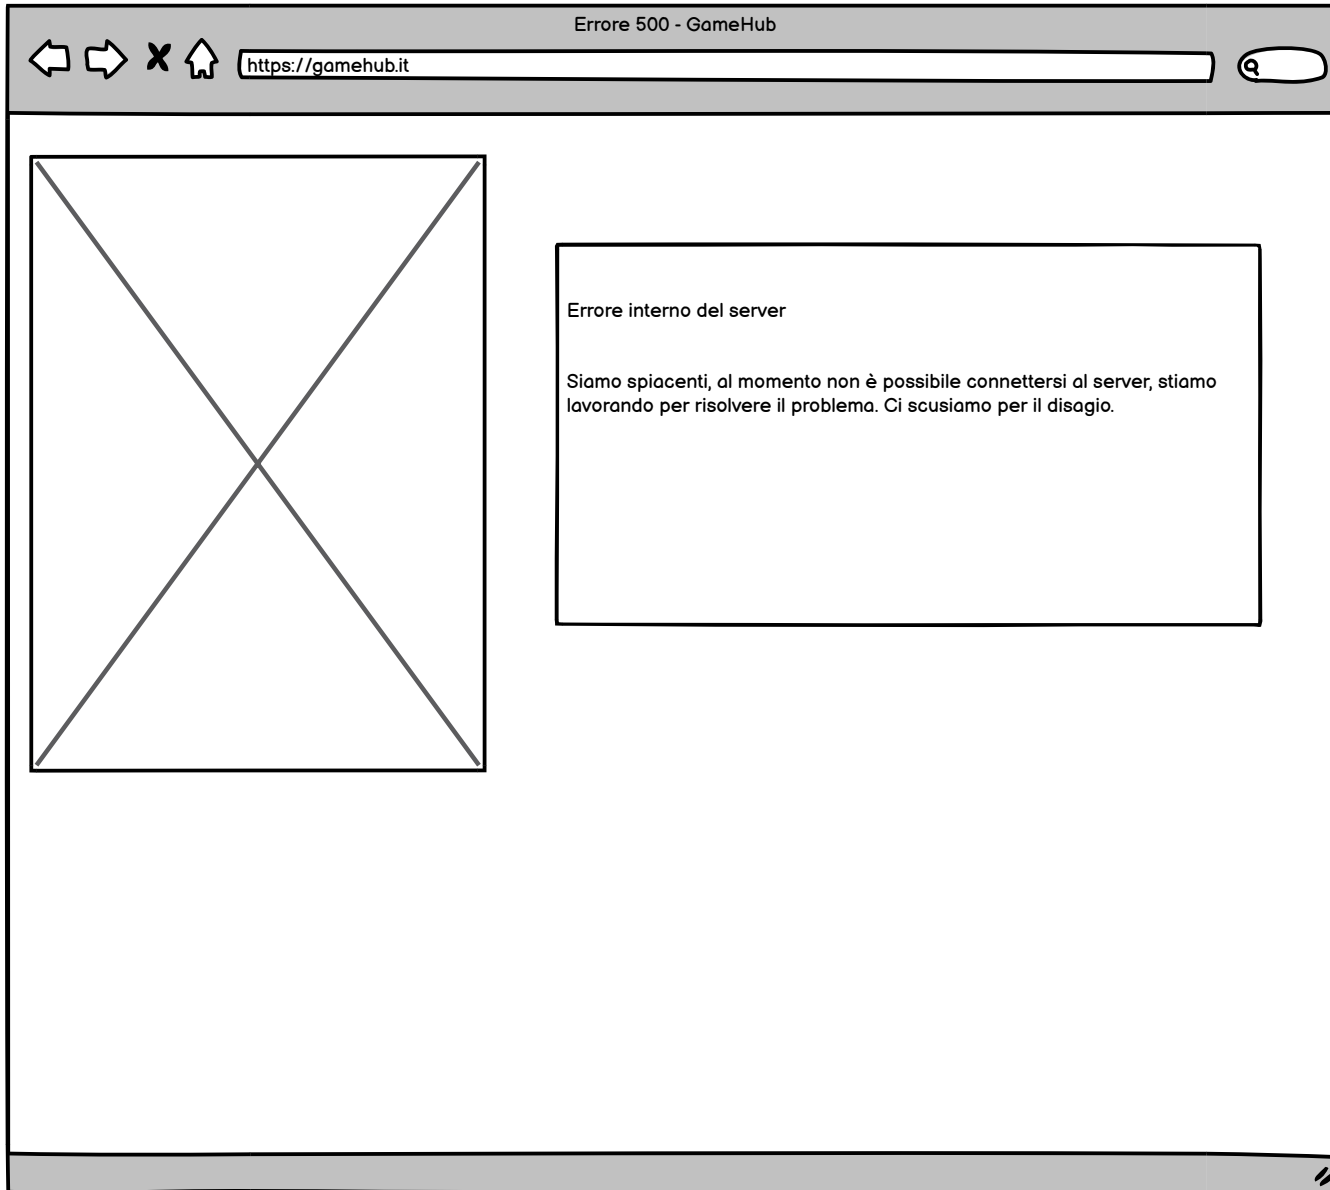 Errore 500 - GameHub
https://gamehub.it
Errore interno del server
Siamo spiacenti, al momento non è possibile connettersi al server, stiamo
lavorando per risolvere il problema. Ci scusiamo per il disagio.